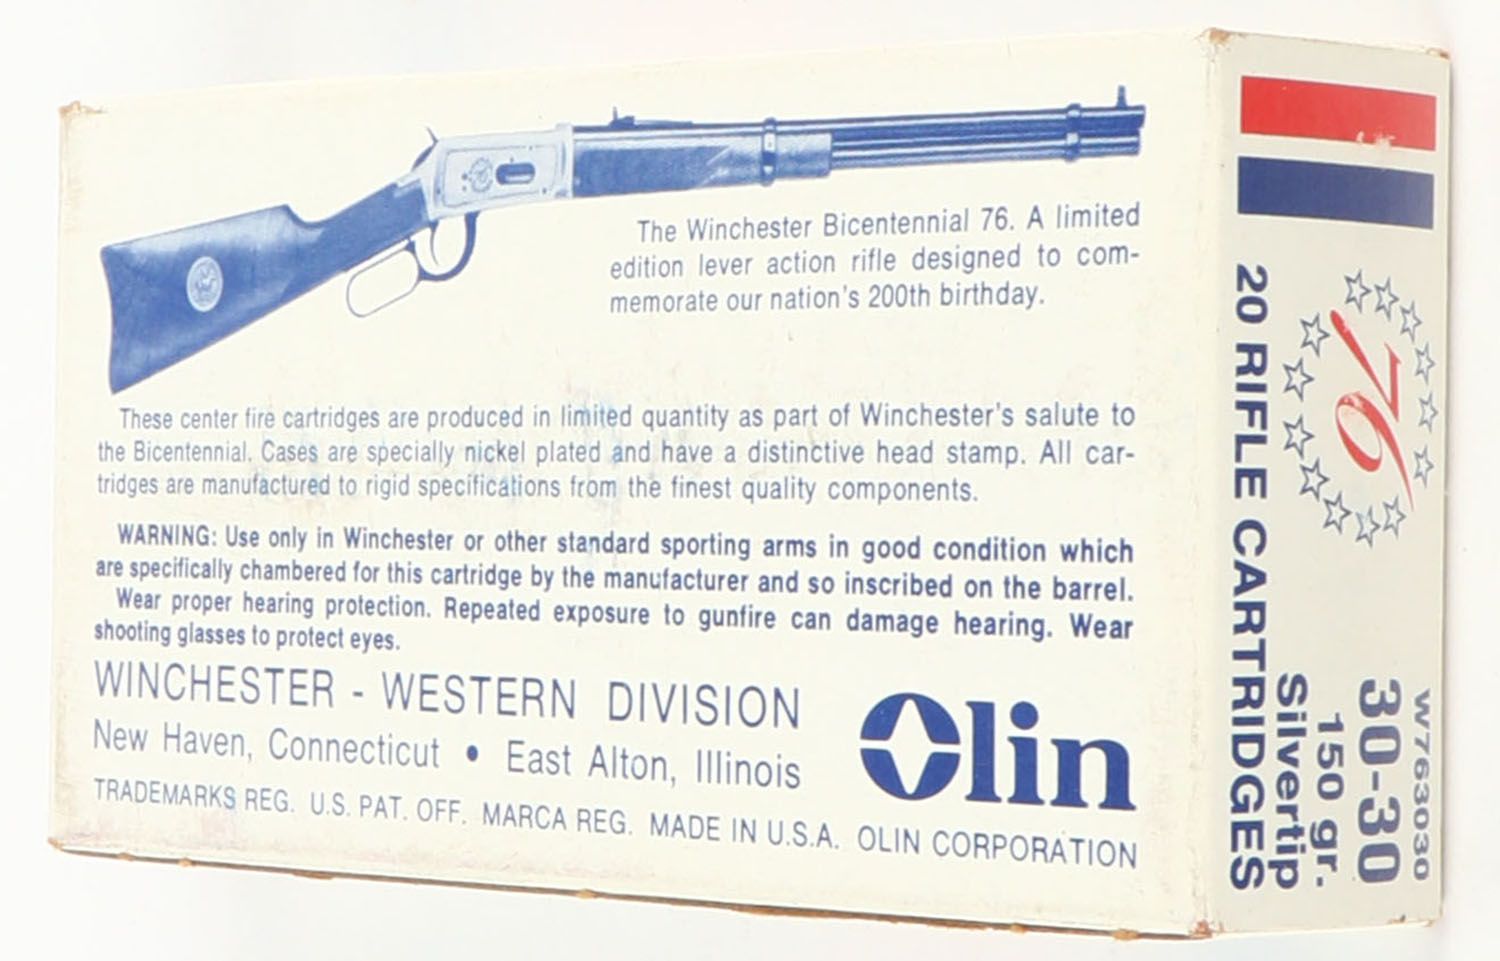 The Winchester Bicentennial 76. A limited
edition lever action rifle designed to com-
memorate our nation's 200th birthday.
These center fire cartridges are produced in limited quantity as part of Winchester's salute to
the Bicentennial. Cases are specially nickel plated and have a distinctive head stamp. All car-
tridges are manufactured to rigid specifications from the finest quality components.
WARNING: Use only in Winchester or other standard sporting arms in good condition which
are specifically chambered for this cartridge by the manufacturer and so inscribed on the barrel.
Wear proper hearing protection. Repeated exposure to gunfire can damage hearing. Wear
shooting glasses to protect eyes.
WINCHESTER - WESTERN DIVISION
New Haven, Connecticut • East Alton, Illinois
Olin
TRADEMARKS REG. U.S. PAT. OFF. MARCA REG. MADE IN U.S.A. OLIN CORPORATION
76
W763030
30-30
150 gr.
Silvertip
20 RIFLE CARTRIDGES